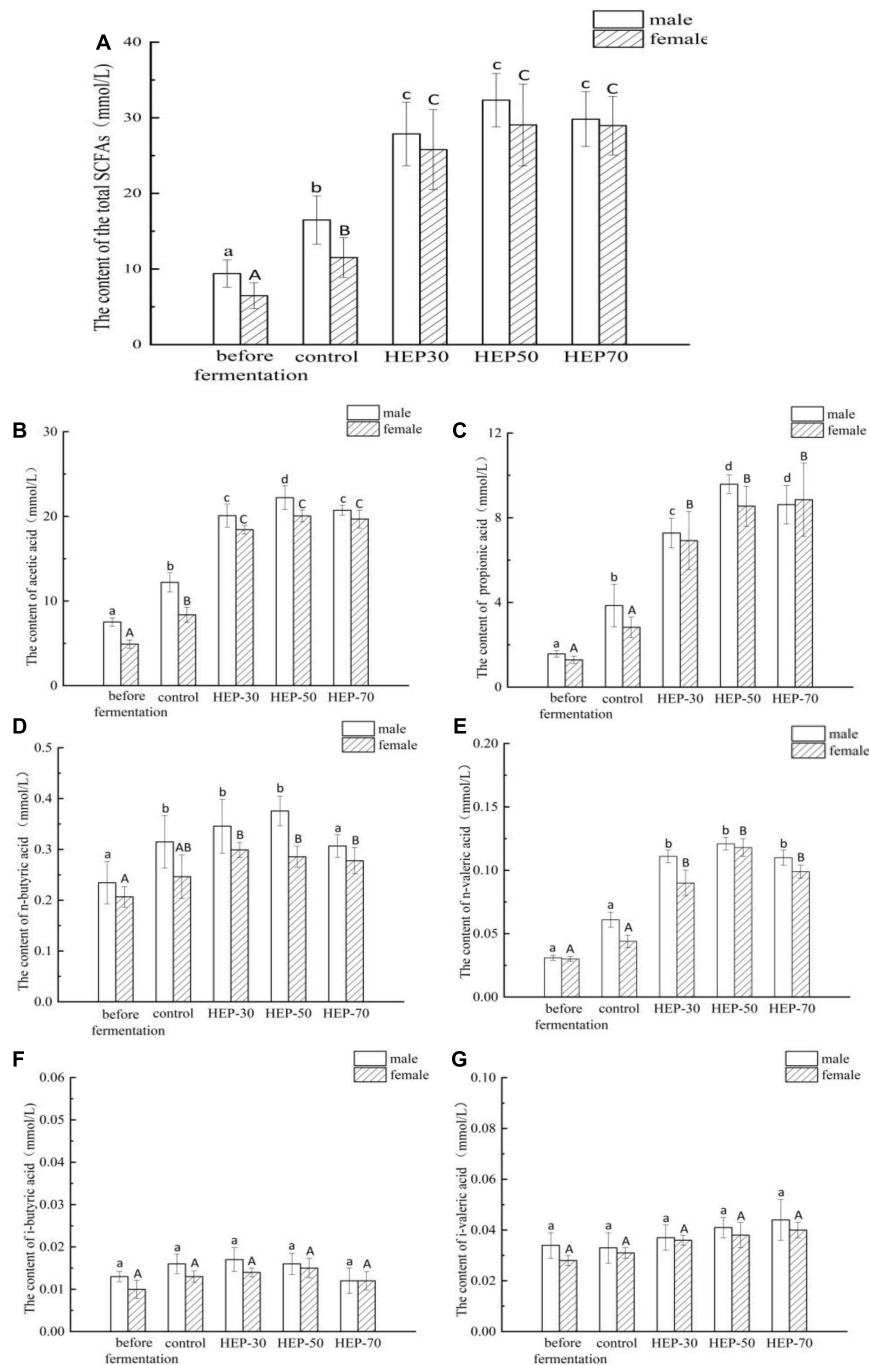 male
female
A
The content of the total SCFAs（mmol/L）
40
30
20
10
0
a
A
b
B
c
C
c
C
c
C
before
fermentation
control
HEP30
HEP50
HEP70
B
male
female
The content of acetic acid（mmol/L）
30
20
10
0
a
A
b
B
c
C
d
C
c
C
before
fermentation
control
HEP-30
HEP-50
HEP-70
C
male
female
The content of propionic acid（mmol/L）
12
8
4
0
a
A
b
A
c
B
d
B
d
B
before
fermentation
control
HEP-30
HEP-50
HEP-70
D
male
female
The content of n-butyric acid（mmol/L）
0.5
0.4
0.3
0.2
0.1
0.0
a
A
b
AB
b
B
b
B
a
B
before
fermentation
control
HEP-30
HEP-50
HEP-70
E
male
female
The content of n-valeric acid（mmol/L）
0.20
0.15
0.10
0.05
0.00
a
A
a
A
b
B
b
B
b
B
before
fermentation
control
HEP-30
HEP-50
HEP-70
F
male
female
The content of i-butyric acid（mmol/L）
0.06
0.05
0.04
0.03
0.02
0.01
0.00
a
A
a
A
a
A
a
A
a
A
before
fermentation
control
HEP-30
HEP-50
HEP-70
G
male
female
The content of i-valeric acid（mmol/L）
0.10
0.08
0.06
0.04
0.02
0.00
a
A
a
A
a
A
a
A
a
A
before
fermentation
control
HEP-30
HEP-50
HEP-70